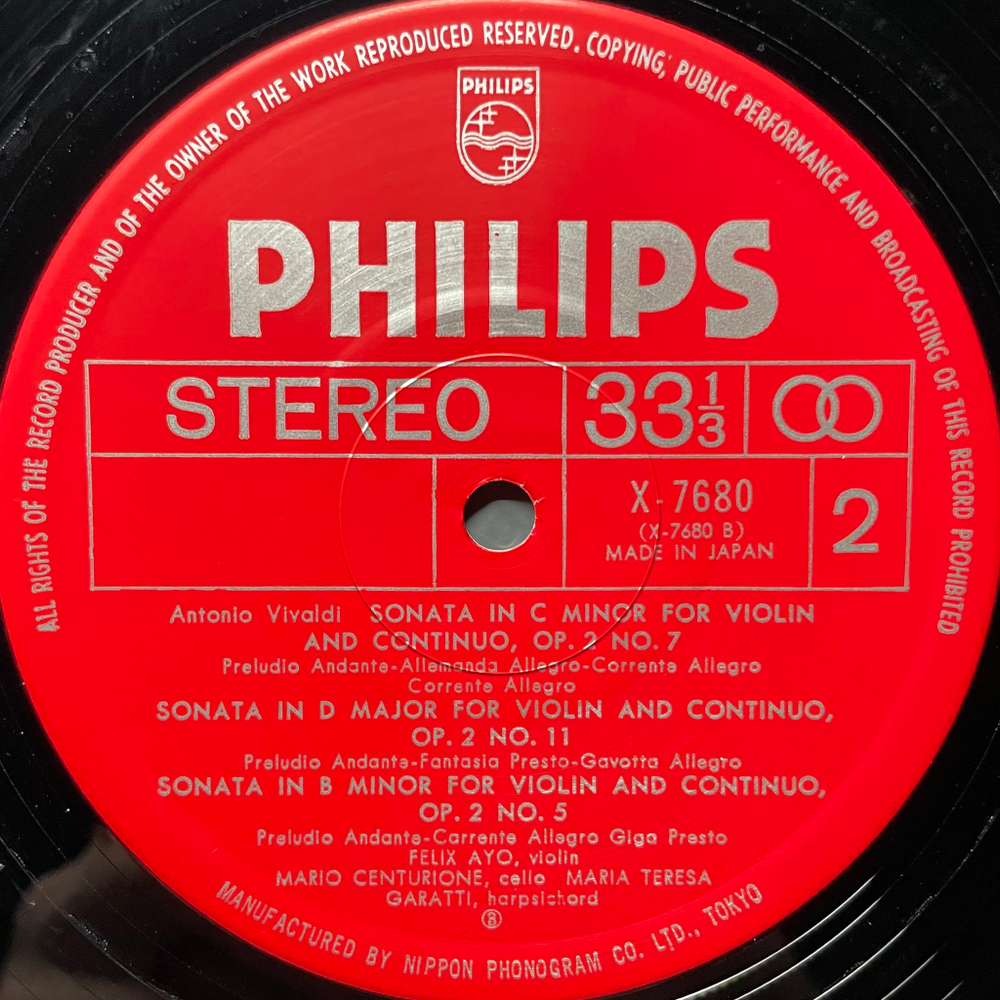 ALL RIGHTS OF THE RECORD PRODUCER AND OF THE OWNER OF THE WORK REPRODUCED RESERVED. COPYING, PUBLIC PERFORMANCE AND BROADCASTING OF THIS RECORD PROHIBITED
PHILIPS
PHILIPS
STEREO 33 1/3
X-7680
(X-7680 B)
MADE IN JAPAN
2
Antonio Vivaldi SONATA IN C MINOR FOR VIOLIN
AND CONTINUO, OP. 2 NO. 7
Preludio Andante-Allemanda Allegro-Corrente Allegro
Corrente Allegro
SONATA IN D MAJOR FOR VIOLIN AND CONTINUO,
OP. 2 NO. 11
Preludio Andante-Fantasia Presto-Gavotta Allegro
SONATA IN B MINOR FOR VIOLIN AND CONTINUO,
OP. 2 NO. 5
Preludio Andante-Carrente Allegro Giga Presto
FELIX AYO, violin
MARIO CENTURIONE, cello MARIA TERESA
GARATTI, harpsichord
MANUFACTURED BY NIPPON PHONOGRAM CO. LTD., TOKYO